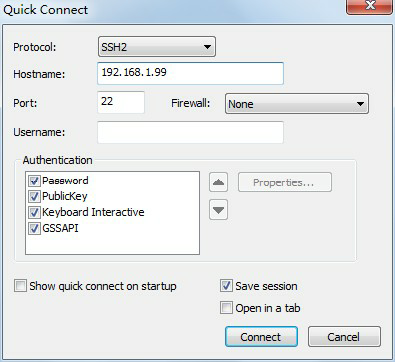 Quick Connect
Protocol: SSH2
Hostname: 192.168.1.99
Port: 22 Firewall: None
Username:
Authentication
Password
PublicKey
Keyboard Interactive
GSSAPI
Properties...
Show quick connect on startup Save session
Open in a tab
Connect Cancel